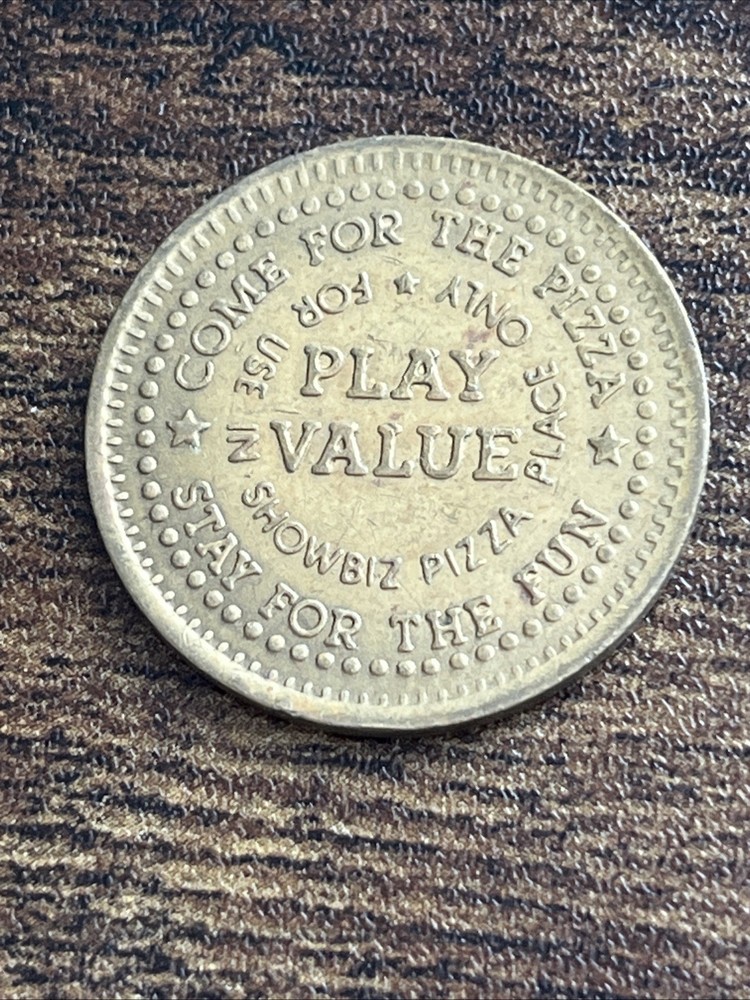 COME FOR THE PIZZA
★ STAY FOR THE FUN ★
FOR USE IN SHOWBIZ PIZZA PLACE ONLY ★
PLAY
VALUE